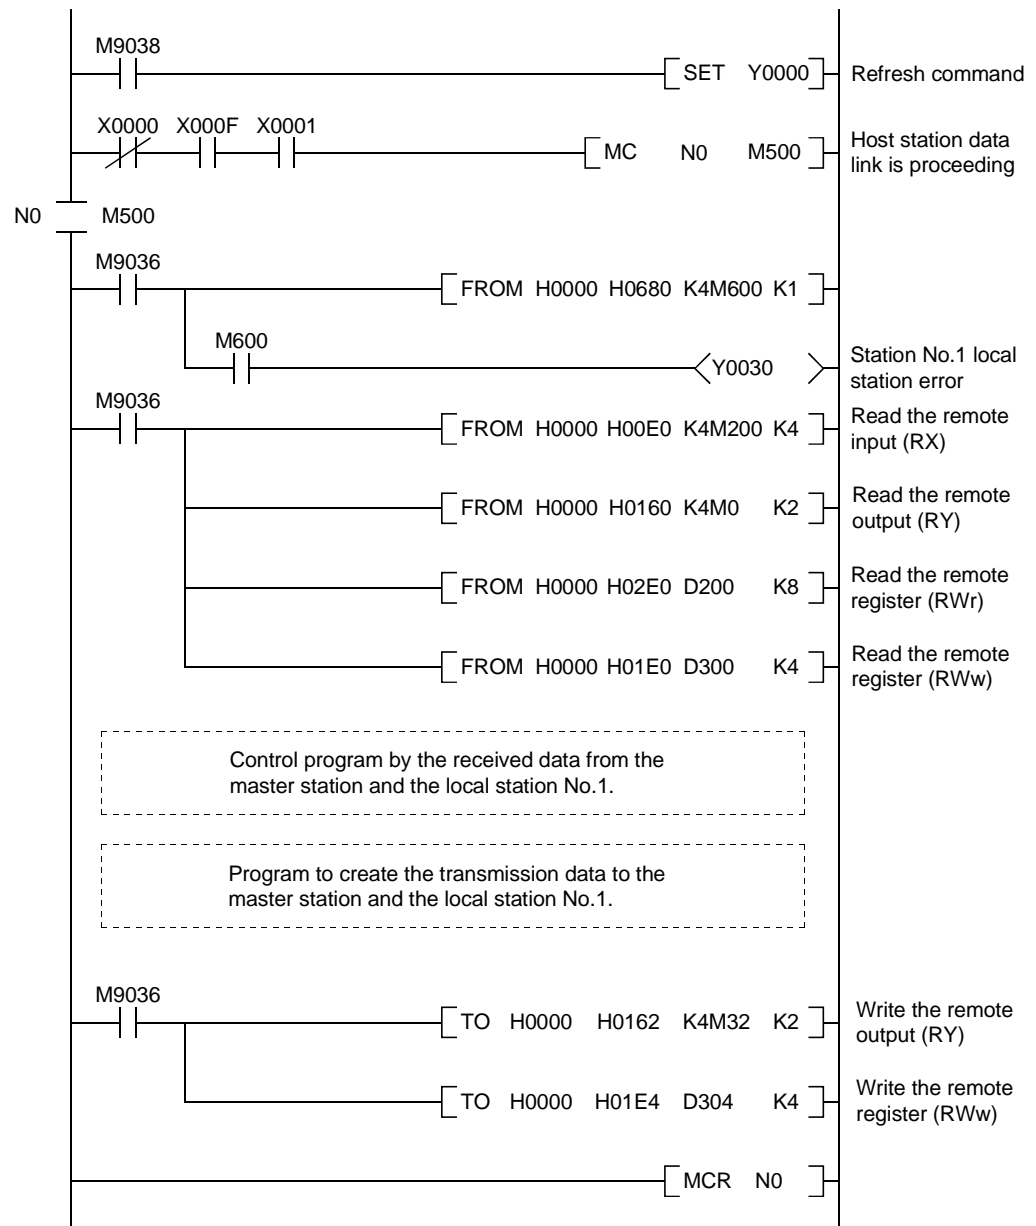 M9038
SET Y0000 Refresh command
X0000 X000F X0001
MC N0 M500 Host station data
link is proceeding
N0 M500
M9036
FROM H0000 H0680 K4M600 K1
M600
Y0030 Station No.1 local
station error
M9036
FROM H0000 H00E0 K4M200 K4 Read the remote
input (RX)
FROM H0000 H0160 K4M0 K2 Read the remote
output (RY)
FROM H0000 H02E0 D200 K8 Read the remote
register (RWr)
FROM H0000 H01E0 D300 K4 Read the remote
register (RWw)
Control program by the received data from the
master station and the local station No.1.
Program to create the transmission data to the
master station and the local station No.1.
M9036
TO H0000 H0162 K4M32 K2 Write the remote
output (RY)
TO H0000 H01E4 D304 K4 Write the remote
register (RWw)
MCR N0